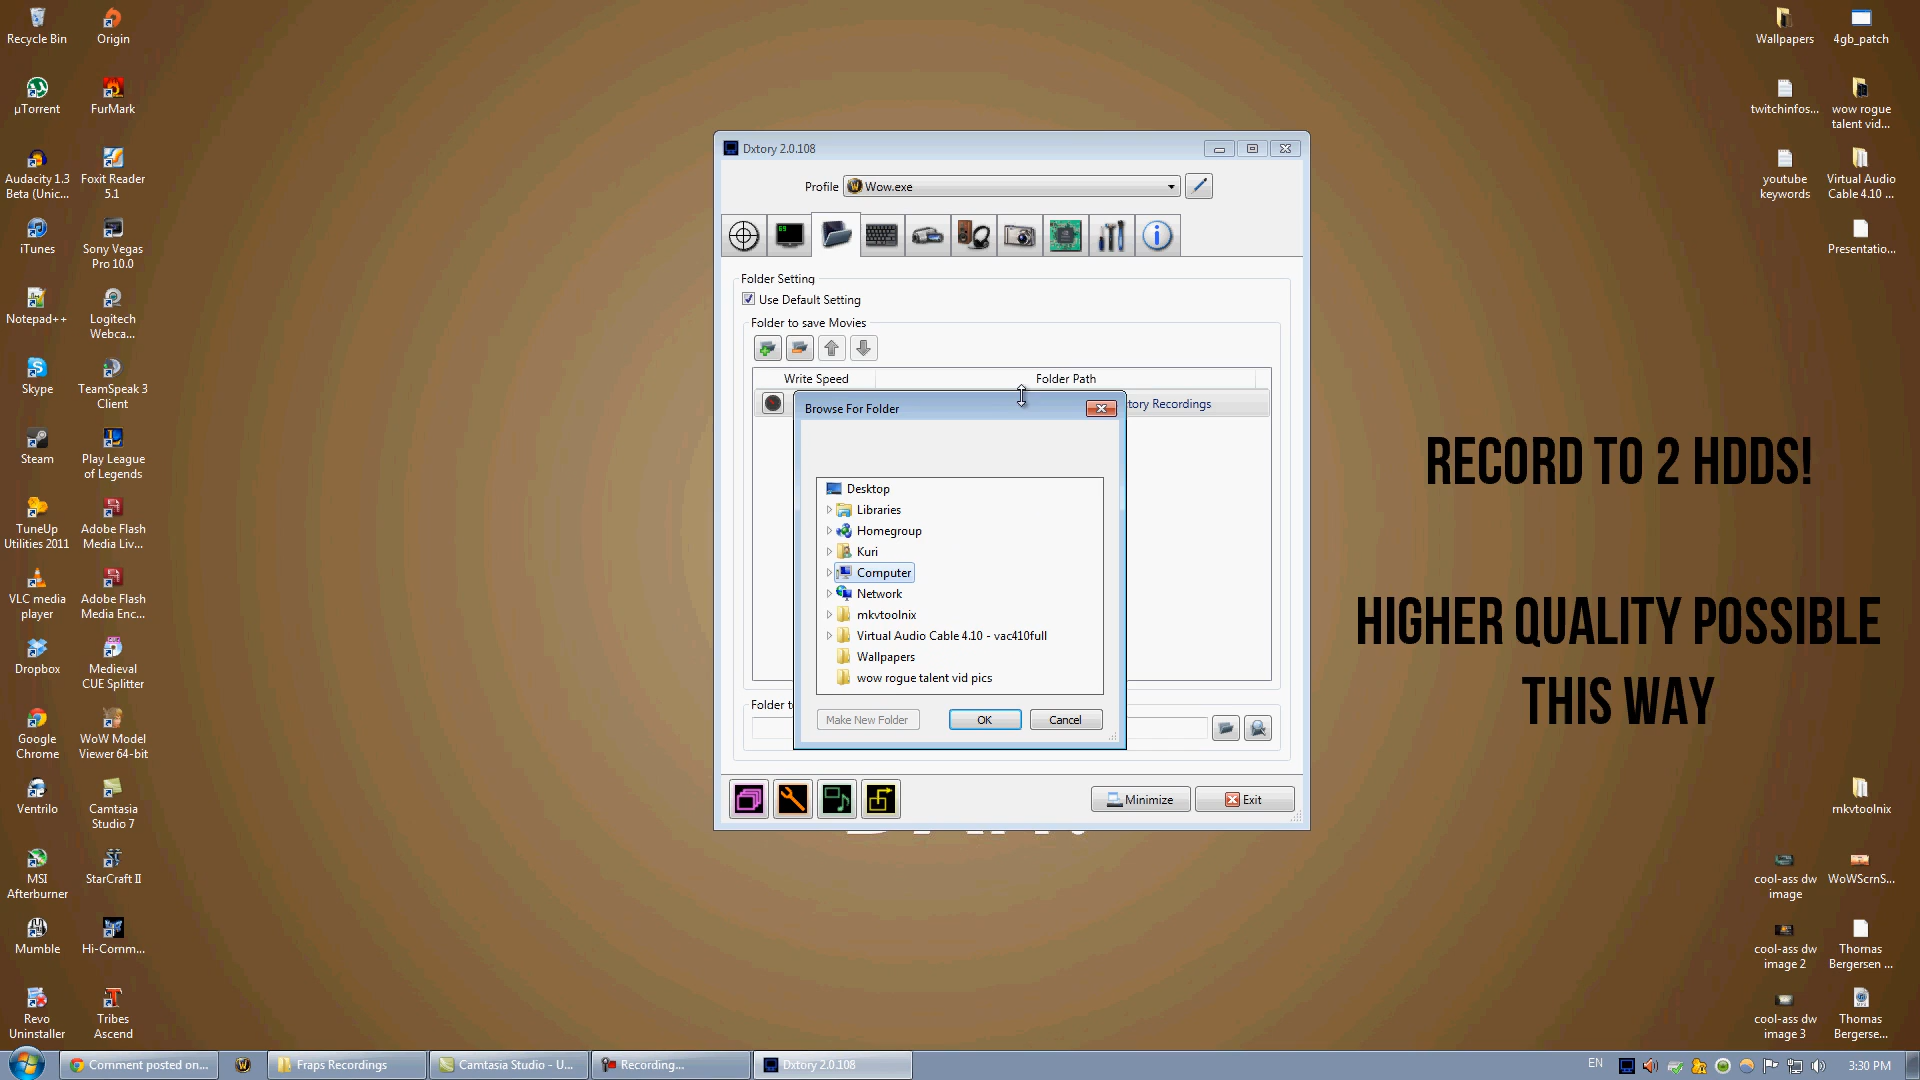 Recycle Bin
Origin
µTorrent
FurMark
Audacity 1.3
Beta (Unic...
Foxit Reader
5.1
iTunes
Sony Vegas
Pro 10.0
Notepad++
Logitech
Webca...
Skype
TeamSpeak 3
Client
Steam
Play League
of Legends
TuneUp
Utilities 2011
Adobe Flash
Media Liv...
VLC media
player
Adobe Flash
Media Enc...
Dropbox
Medieval
CUE Splitter
Google
Chrome
WoW Model
Viewer 64-bit
Ventrilo
Camtasia
Studio 7
MSI
Afterburner
StarCraft II
Mumble
Hi-Comm...
Revo
Uninstaller
Tribes
Ascend
Dxtory 2.0.108
Profile
Wow.exe
Folder Setting
Use Default Setting
Folder to save Movies
Write Speed
Folder Path
tory Recordings
Browse For Folder
Desktop
Libraries
Homegroup
Kuri
Computer
Network
mkvtoolnix
Virtual Audio Cable 4.10 - vac410full
Wallpapers
wow rogue talent vid pics
Make New Folder
OK
Cancel
Folder t
Minimize
Exit
RECORD TO 2 HDDS!
HIGHER QUALITY POSSIBLE
THIS WAY
Wallpapers
4gb_patch
twitchinfos...
wow rogue
talent vid...
youtube
keywords
Virtual Audio
Cable 4.10 ...
Presentatio...
mkvtoolnix
cool-ass dw
image
WoWScrnS...
cool-ass dw
image 2
Thomas
Bergersen ...
cool-ass dw
image 3
Thomas
Bergerse...
Comment posted on...
Fraps Recordings
Camtasia Studio - U...
Recording...
Dxtory 2.0.108
EN
3:30 PM